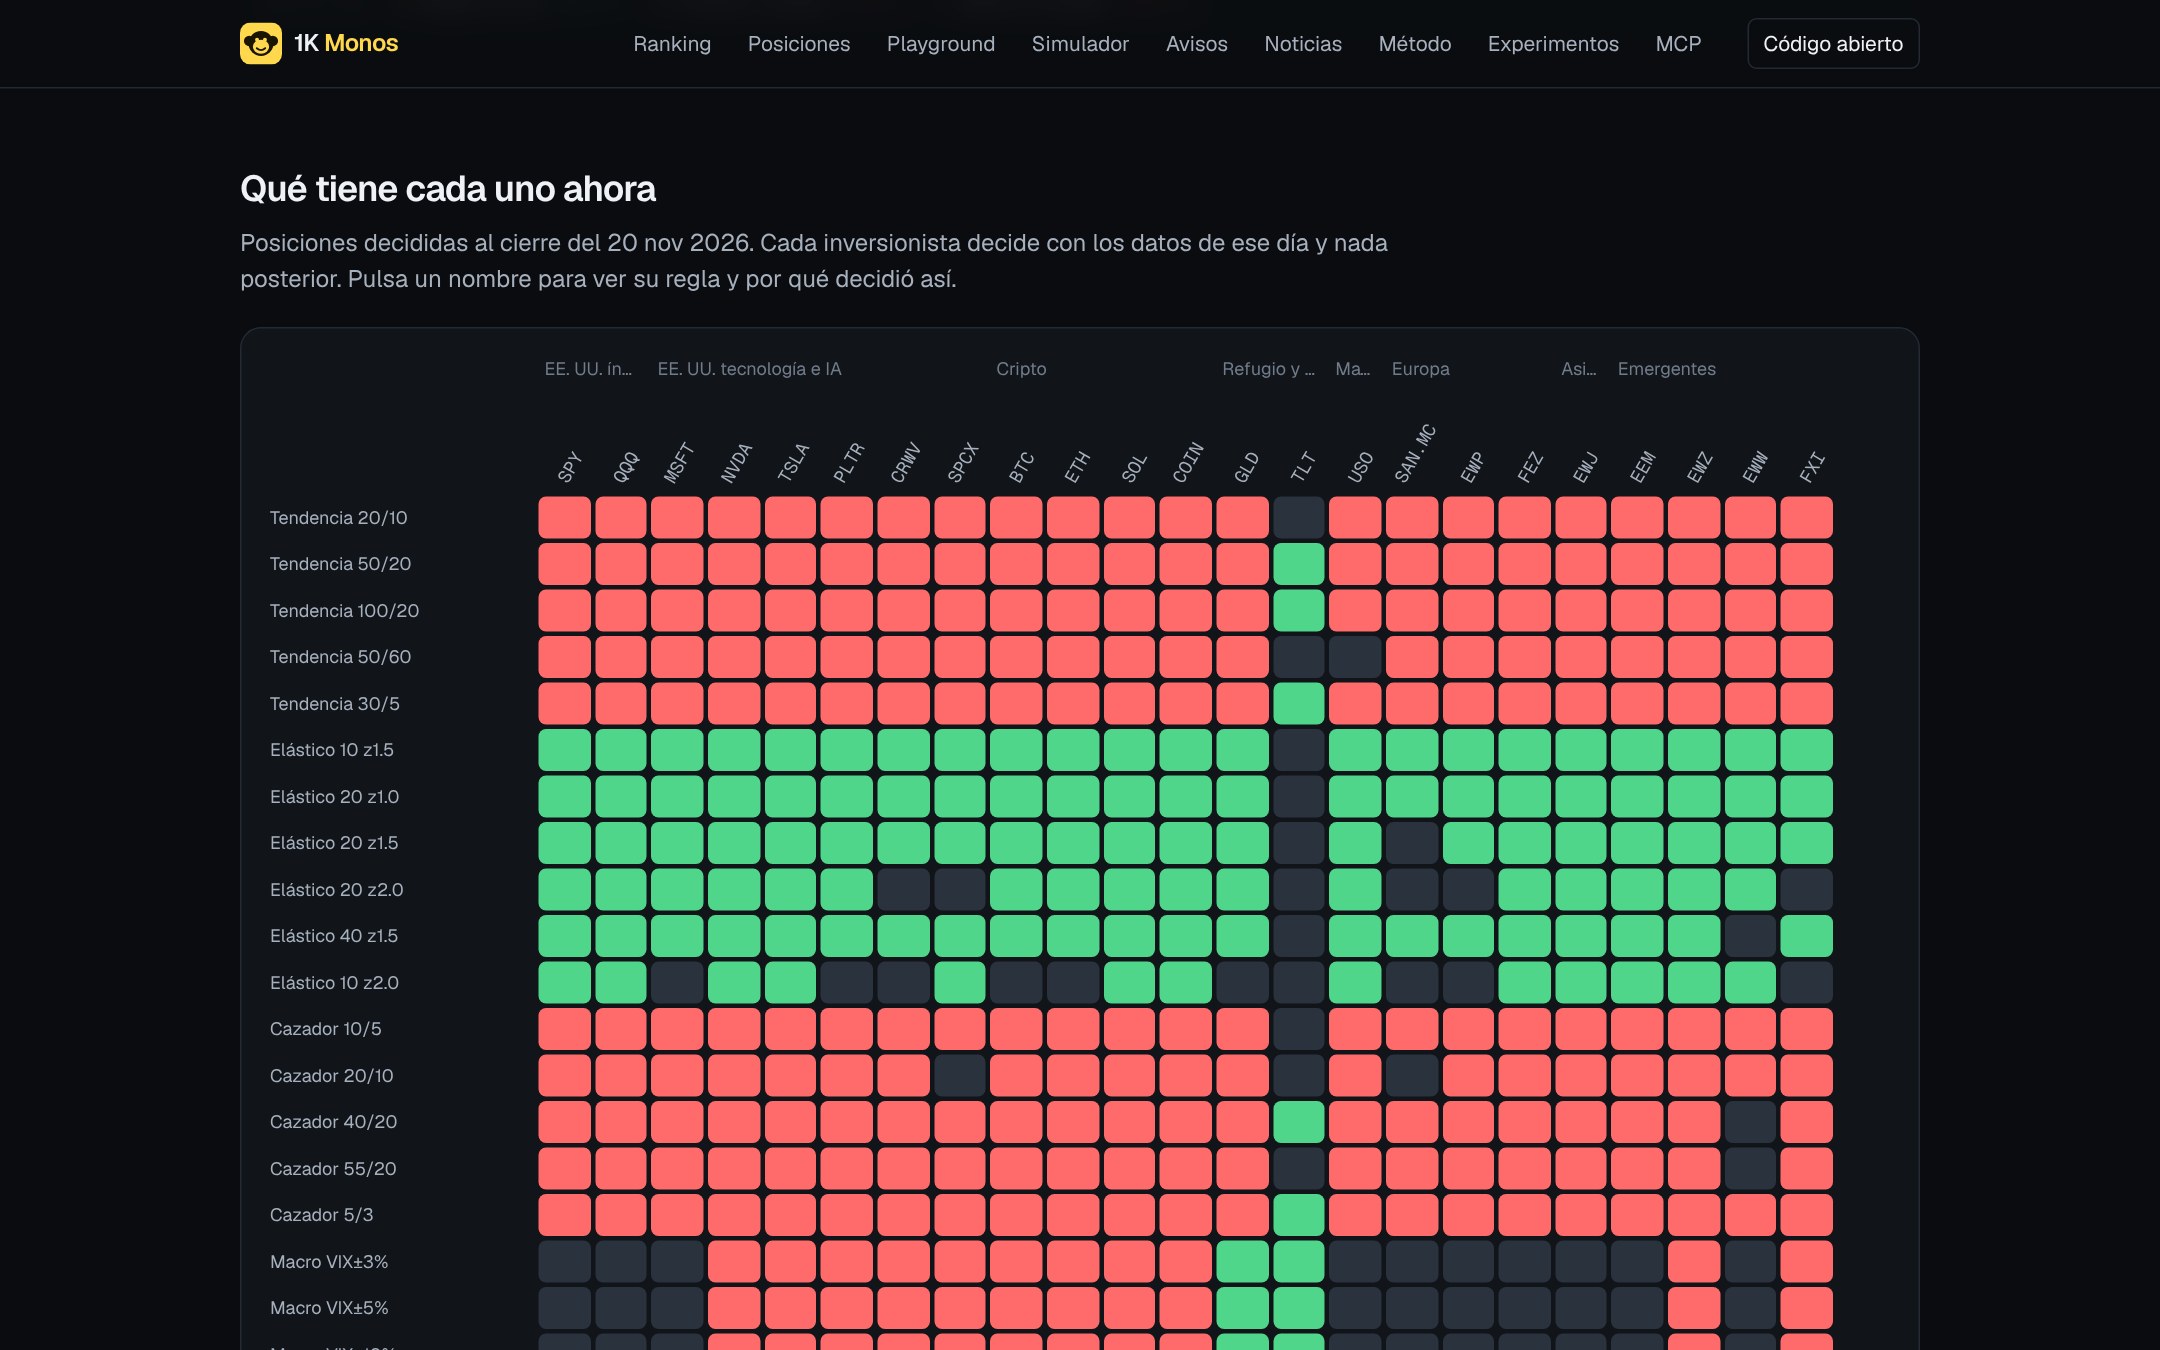 1K Monos
Ranking Posiciones Playground Simulador Avisos Noticias Método Experimentos MCP Código abierto
Qué tiene cada uno ahora
Posiciones decididas al cierre del 20 nov 2026. Cada inversionista decide con los datos de ese día y nada
posterior. Pulsa un nombre para ver su regla y por qué decidió así.
EE. UU. ín... EE. UU. tecnología e IA Cripto Refugio y ... Ma... Europa Asi... Emergentes
SPY QQQ MSFT NVDA TSLA PLTR CRWV SPCX BTC ETH SOL COIN GLD TLT USO SAN.MC EWP FEZ EWJ EEM EWZ EWW FXI
Tendencia 20/10
Tendencia 50/20
Tendencia 100/20
Tendencia 50/60
Tendencia 30/5
Elástico 10 z1.5
Elástico 20 z1.0
Elástico 20 z1.5
Elástico 20 z2.0
Elástico 40 z1.5
Elástico 10 z2.0
Cazador 10/5
Cazador 20/10
Cazador 40/20
Cazador 55/20
Cazador 5/3
Macro VIX±3%
Macro VIX±5%